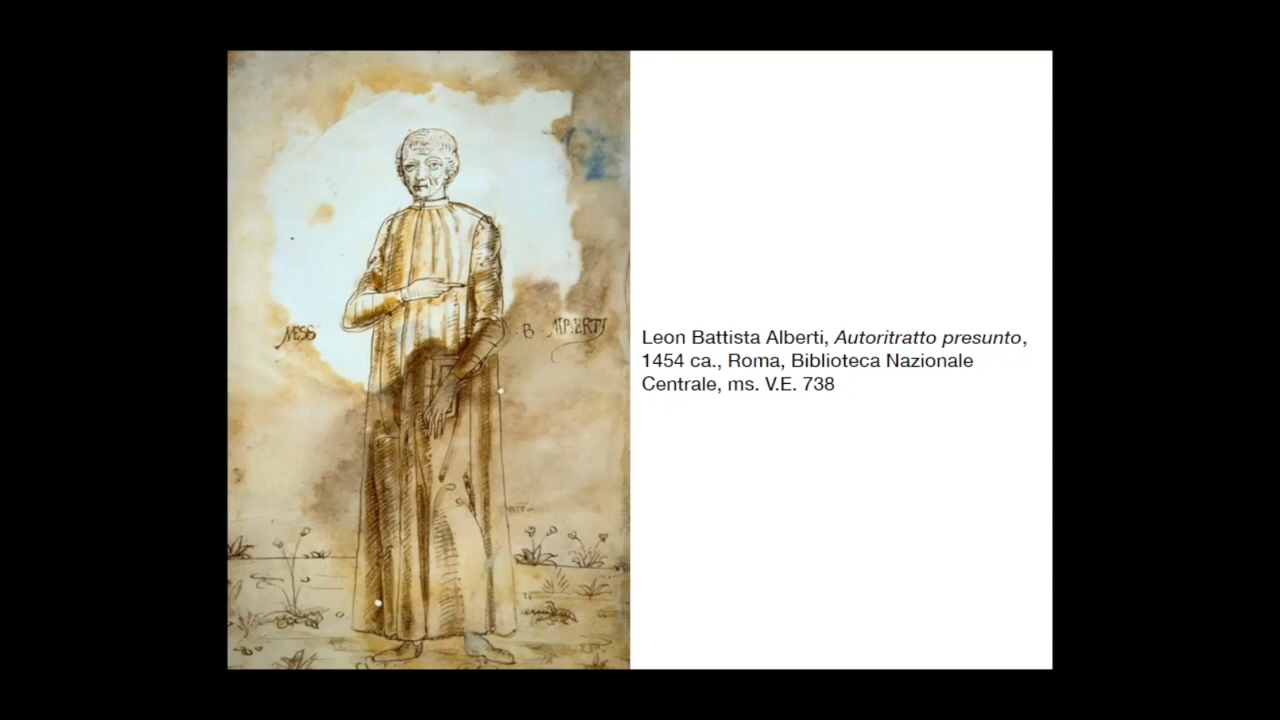 MESS
· B · ALBERTI
Leon Battista Alberti, Autoritratto presunto,
1454 ca., Roma, Biblioteca Nazionale
Centrale, ms. V.E. 738